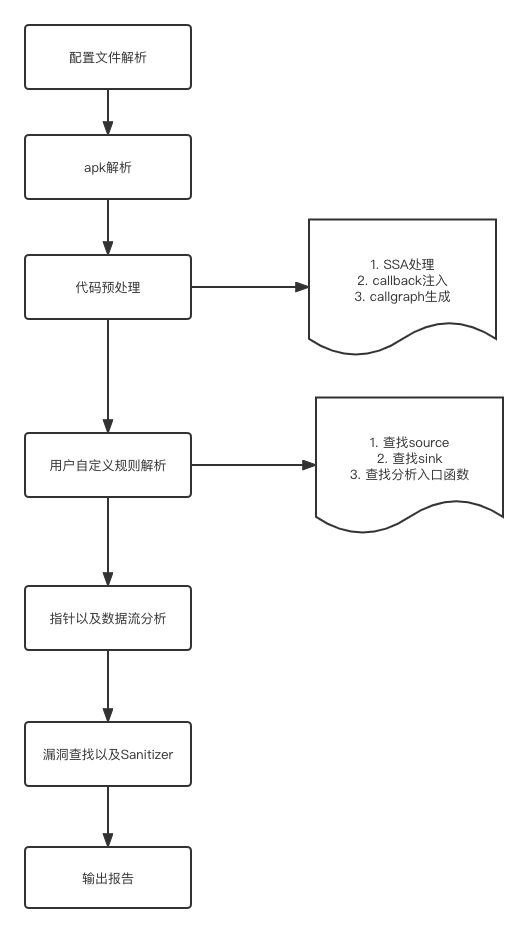 配置文件解析
apk解析
代码预处理
1. SSA处理
2. callback注入
3. callgraph生成
用户自定义规则解析
1. 查找source
2. 查找sink
3. 查找分析入口函数
指针以及数据流分析
漏洞查找以及Sanitizer
输出报告